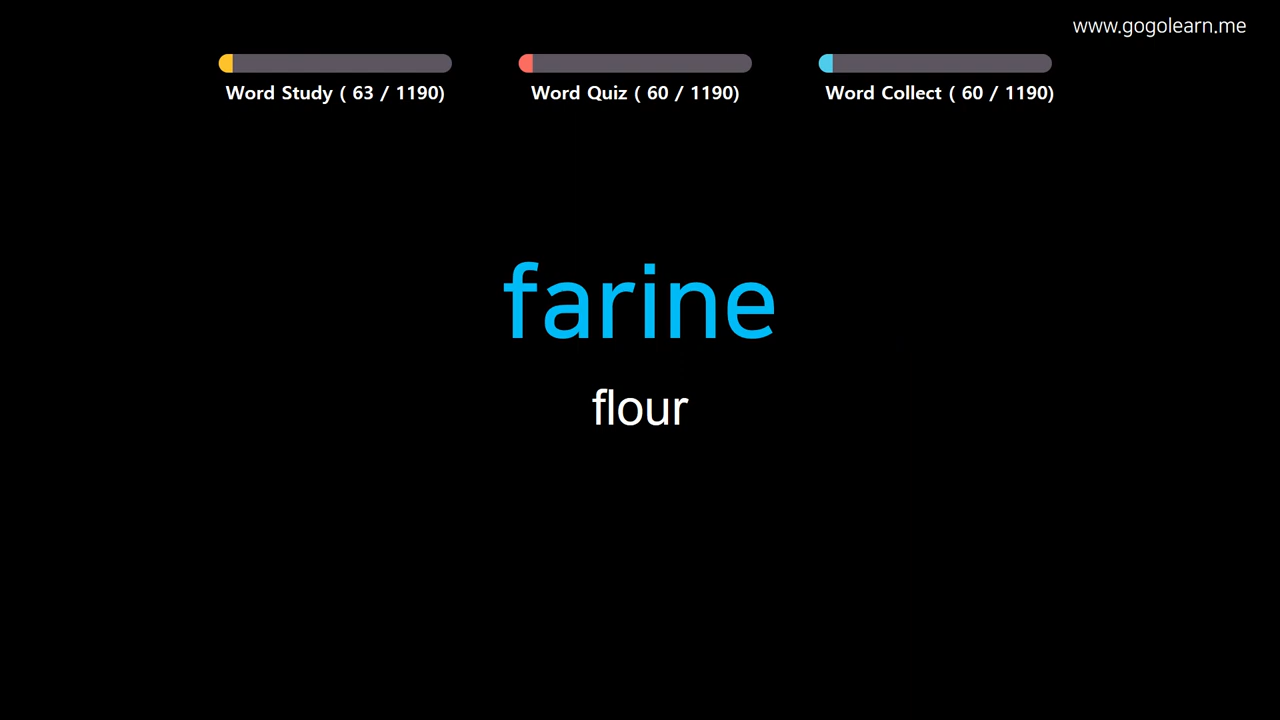 www.gogolearn.me
Word Study ( 63 / 1190)
Word Quiz ( 60 / 1190)
Word Collect ( 60 / 1190)
farine
flour